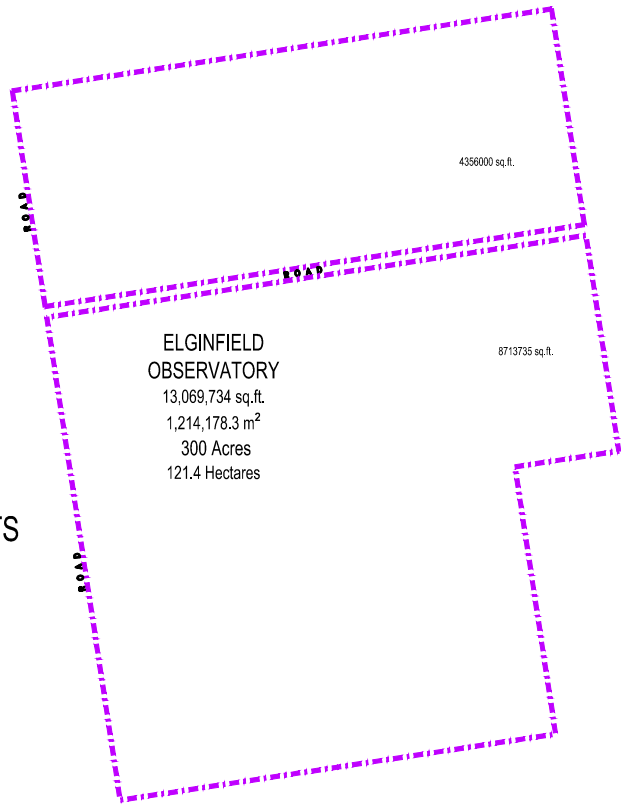 4356000 sq.ft.
ROAD
ROAD
ELGINFIELD
OBSERVATORY
13,069,734 sq.ft.
1,214,178.3 m²
300 Acres
121.4 Hectares
8713735 sq.ft.
TS
ROAD